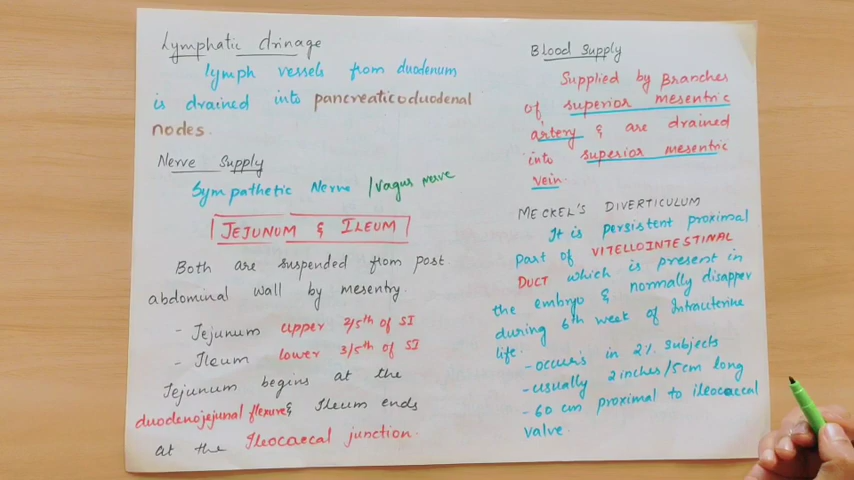 Lymphatic drinage
lymph vessels from duodenum
is drained into pancreaticoduodenal
nodes.
Nerve Supply
Sympathetic Nerve / Vagus nerve
JEJUNUM & ILEUM
Both are suspended from post
abdominal wall by mesentry.
- Jejunum upper 2/5th of SI
- Ileum lower 3/5th of SI
Jejunum begins at the
duodenojejunal flexure & Ileum ends
at the Ileocaecal junction.
Blood Supply
Supplied by Branches
of superior mesentric
artery & are drained
into superior mesentric
vein.
MECKEL'S DIVERTICULUM
It is persistent proximal
part of VITELLOINTESTINAL
DUCT which is present in
the embryo & normally disapper
during 6th week of Intrauterine
life.
- occurs in 2% subjects
- usually 2 inches/5cm long
- 60 cm proximal to ileocaecal
valve.